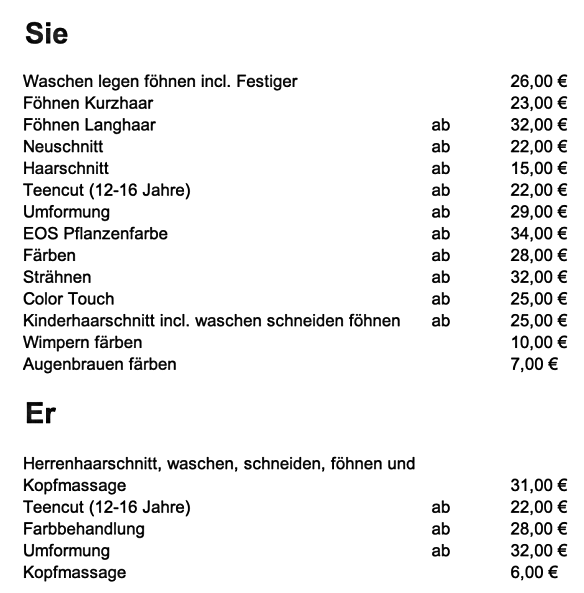 Sie
Waschen legen föhnen incl. Festiger 26,00 €
Föhnen Kurzhaar 23,00 €
Föhnen Langhaar ab 32,00 €
Neuschnitt ab 22,00 €
Haarschnitt ab 15,00 €
Teencut (12-16 Jahre) ab 22,00 €
Umformung ab 29,00 €
EOS Pflanzenfarbe ab 34,00 €
Färben ab 28,00 €
Strähnen ab 32,00 €
Color Touch ab 25,00 €
Kinderhaarschnitt incl. waschen schneiden föhnen ab 25,00 €
Wimpern färben 10,00 €
Augenbrauen färben 7,00 €
Er
Herrenhaarschnitt, waschen, schneiden, föhnen und
Kopfmassage 31,00 €
Teencut (12-16 Jahre) ab 22,00 €
Farbbehandlung ab 28,00 €
Umformung ab 32,00 €
Kopfmassage 6,00 €